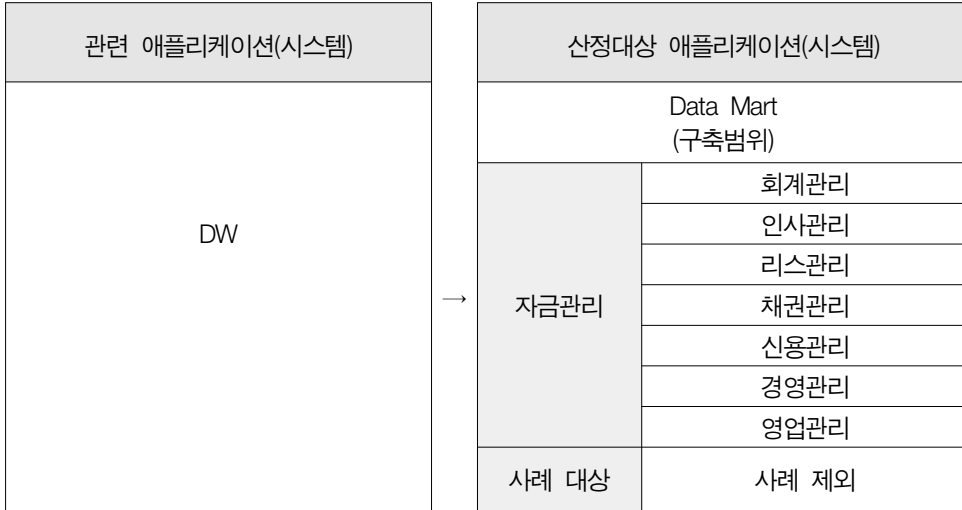 관련 애플리케이션(시스템)
산정대상 애플리케이션(시스템)
DW
→
Data Mart
(구축범위)
자금관리
회계관리
인사관리
리스관리
채권관리
신용관리
경영관리
영업관리
사례 대상
사례 제외